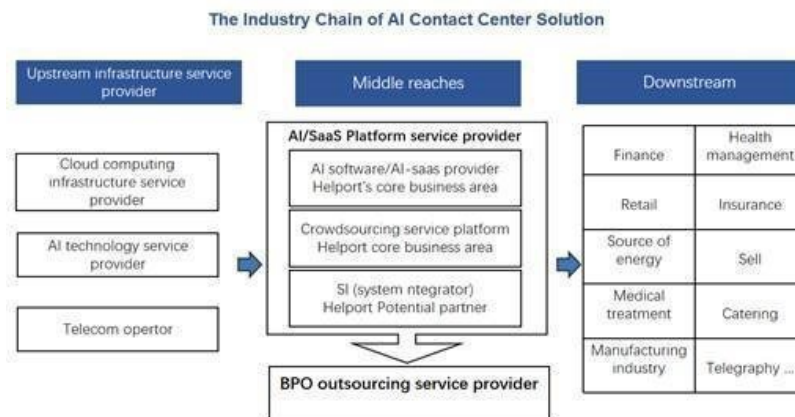 The Industry Chain of AI Contact Center Solution
Upstream infrastructure service
provider
Middle reaches
Downstream
Cloud computing
infrastructure service
provider
AI technology service
provider
Telecom opertor
AI/SaaS Platform service provider
AI software/AI-saas provider
Helport's core business area
Crowdsourcing service platform
Helport core business area
SI (system ntegrator)
Helport Potential partner
BPO outsourcing service provider
Finance
Health
management
Retail
Insurance
Source of
energy
Sell
Medical
treatment
Catering
Manufacturing
industry
Telegraphy ...